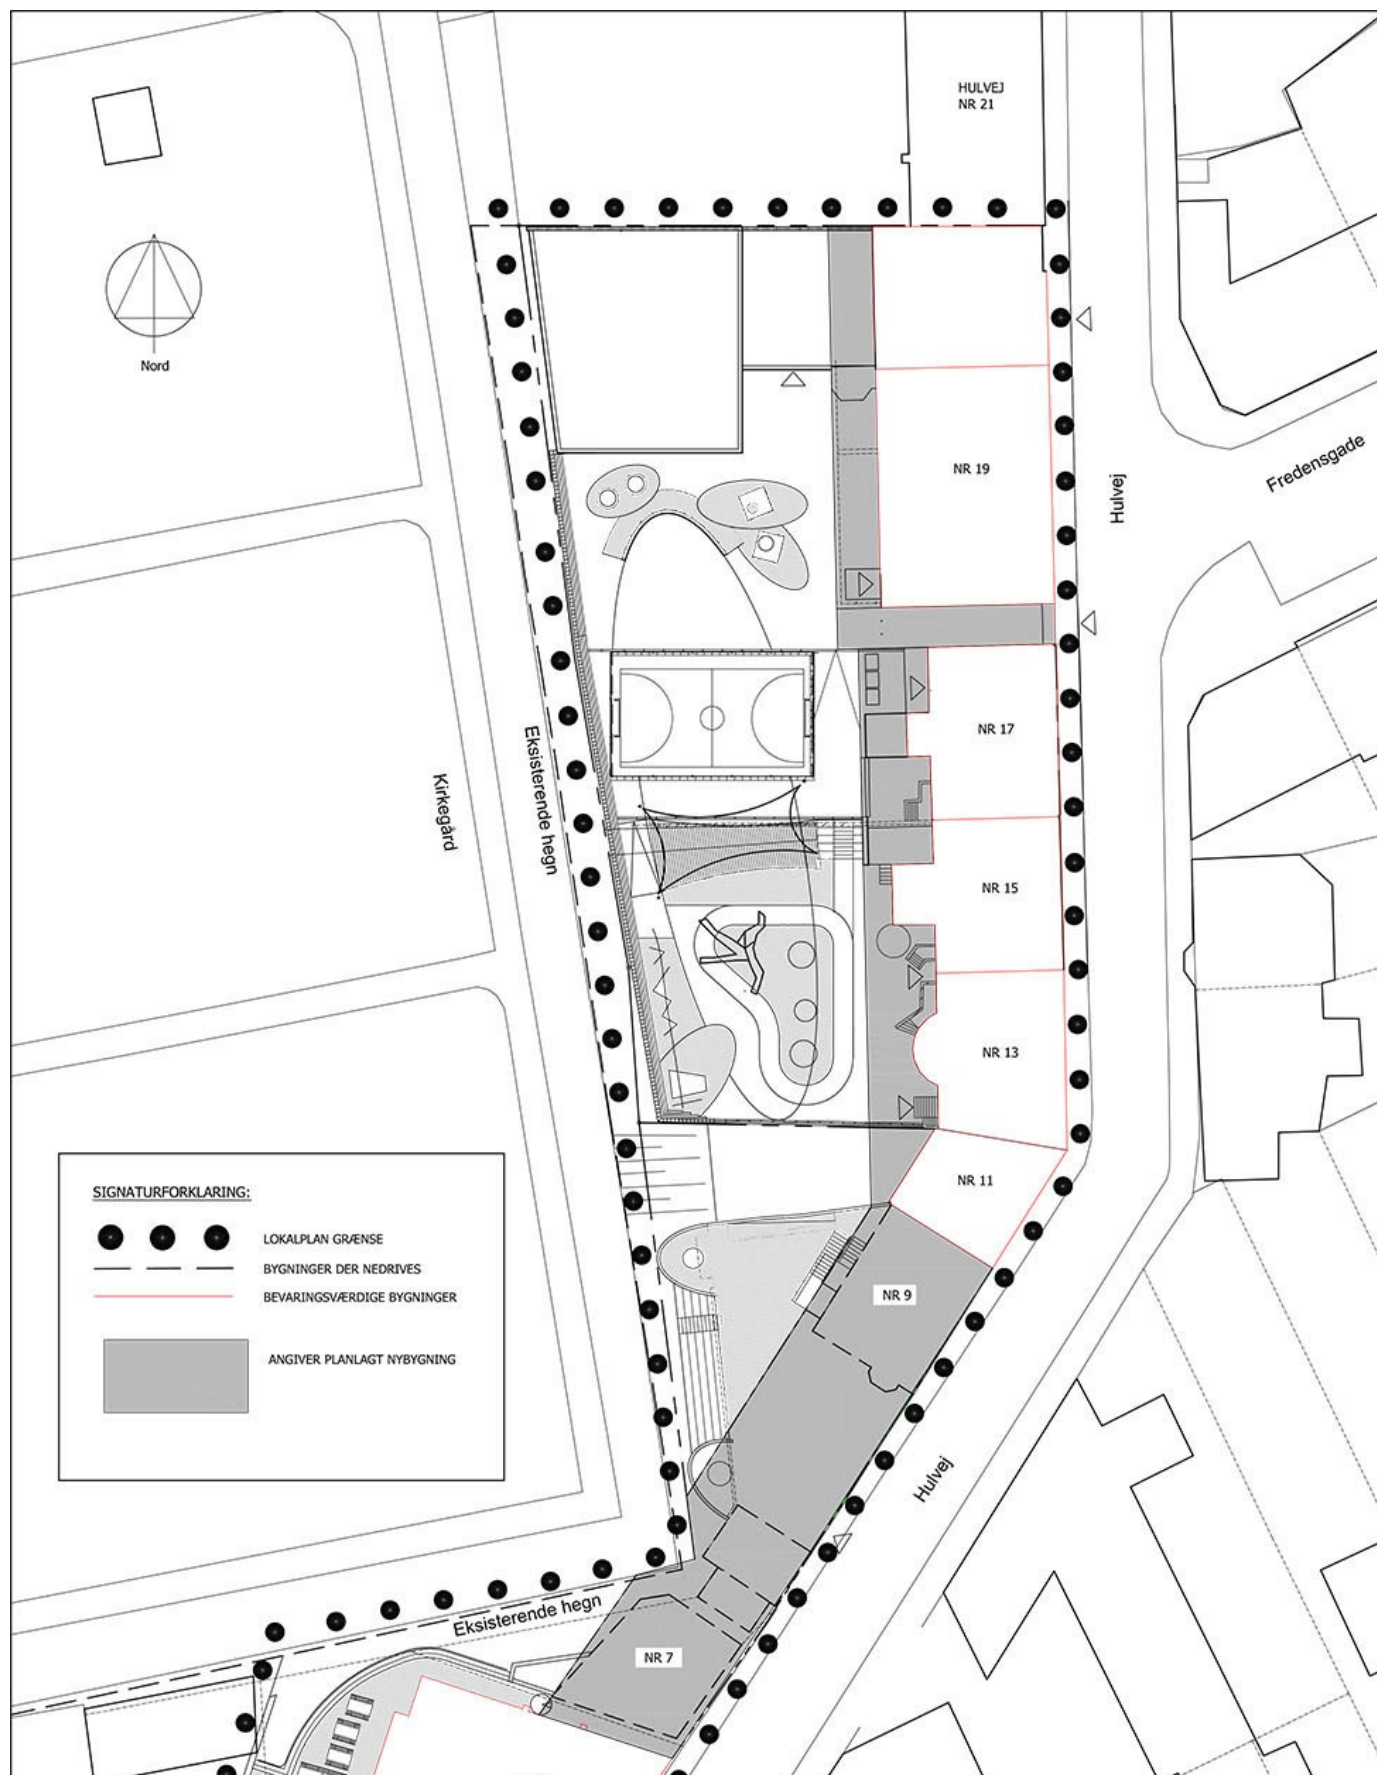 HULVEJ
NR 21
Nord
NR 19
Hulvej
Fredensgade
NR 17
Eksisterende hegn
Kirkegård
NR 15
NR 13
NR 11
SIGNATURFORKLARING:
LOKALPLAN GRÆNSE
BYGNINGER DER NEDRIVES
BEVARINGSVÆRDIGE BYGNINGER
ANGIVER PLANLAGT NYBYGNING
NR 9
Hulvej
Eksisterende hegn
NR 7